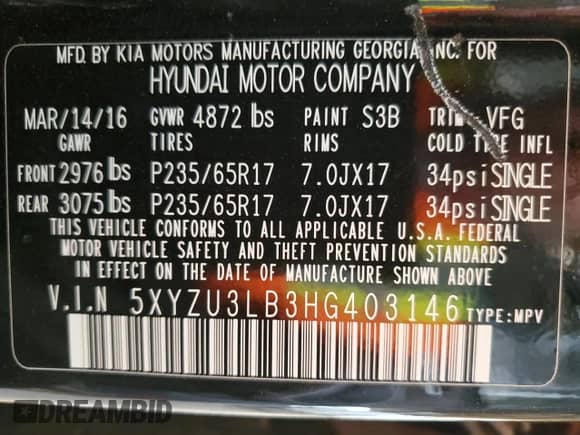 MFD. BY KIA MOTORS MANUFACTURING GEORGIA, INC. FOR
HYUNDAI MOTOR COMPANY
MAR/14/16 GVWR 4872 lbs PAINT S3B TRIM VFG
GAWR TIRES RIMS COLD TIRE INFL
FRONT 2976 lbs P235/65R17 7.0JX17 34psi SINGLE
REAR 3075 lbs P235/65R17 7.0JX17 34psi SINGLE
THIS VEHICLE CONFORMS TO ALL APPLICABLE U.S.A. FEDERAL
MOTOR VEHICLE SAFETY AND THEFT PREVENTION STANDARDS
IN EFFECT ON THE DATE OF MANUFACTURE SHOWN ABOVE.
V.I.N 5XYZU3LB3HG403146 TYPE: MPV
DREAMBID